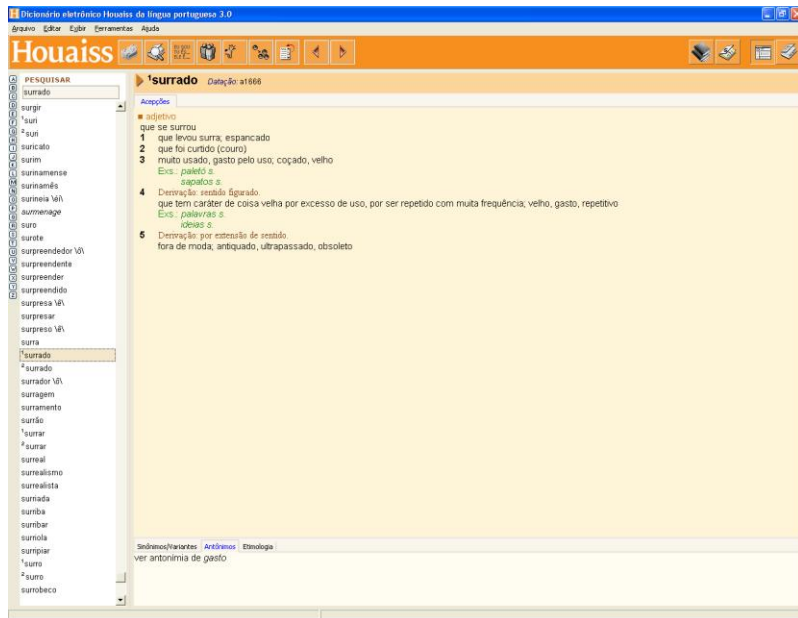 Dicionário eletrônico Houaiss da língua portuguesa 3.0
Arquivo Editar Exibir Ferramentas Ajuda
Houaiss
PESQUISAR
surrado
surgir
¹suri
²suri
suricato
surim
surinamense
surinamês
surineia \éi\
surmenage
suro
surote
surpreendedor \ô\
surpreendente
surpreender
surpreendido
surpresa \ê\
surpresar
surpreso \ê\
surra
¹surrado
²surrado
surrador \ô\
surragem
surramento
surrão
¹surrar
²surrar
surreal
surrealismo
surrealista
surriada
surriba
surribar
surriola
surripiar
¹surro
²surro
surrobeco
¹surrado Datação: a1666
Acepções
■ adjetivo
que se surrou
1 que levou surra; espancado
2 que foi curtido (couro)
3 muito usado, gasto pelo uso; coçado, velho
Exs.: paletó s.
sapatos s.
4 Derivação: sentido figurado.
que tem caráter de coisa velha por excesso de uso, por ser repetido com muita frequência; velho, gasto, repetitivo
Exs.: palavras s.
ideias s.
5 Derivação: por extensão de sentido.
fora de moda; antiquado, ultrapassado, obsoleto
Sinônimos/Variantes Antônimos Etimologia
ver antonímia de gasto